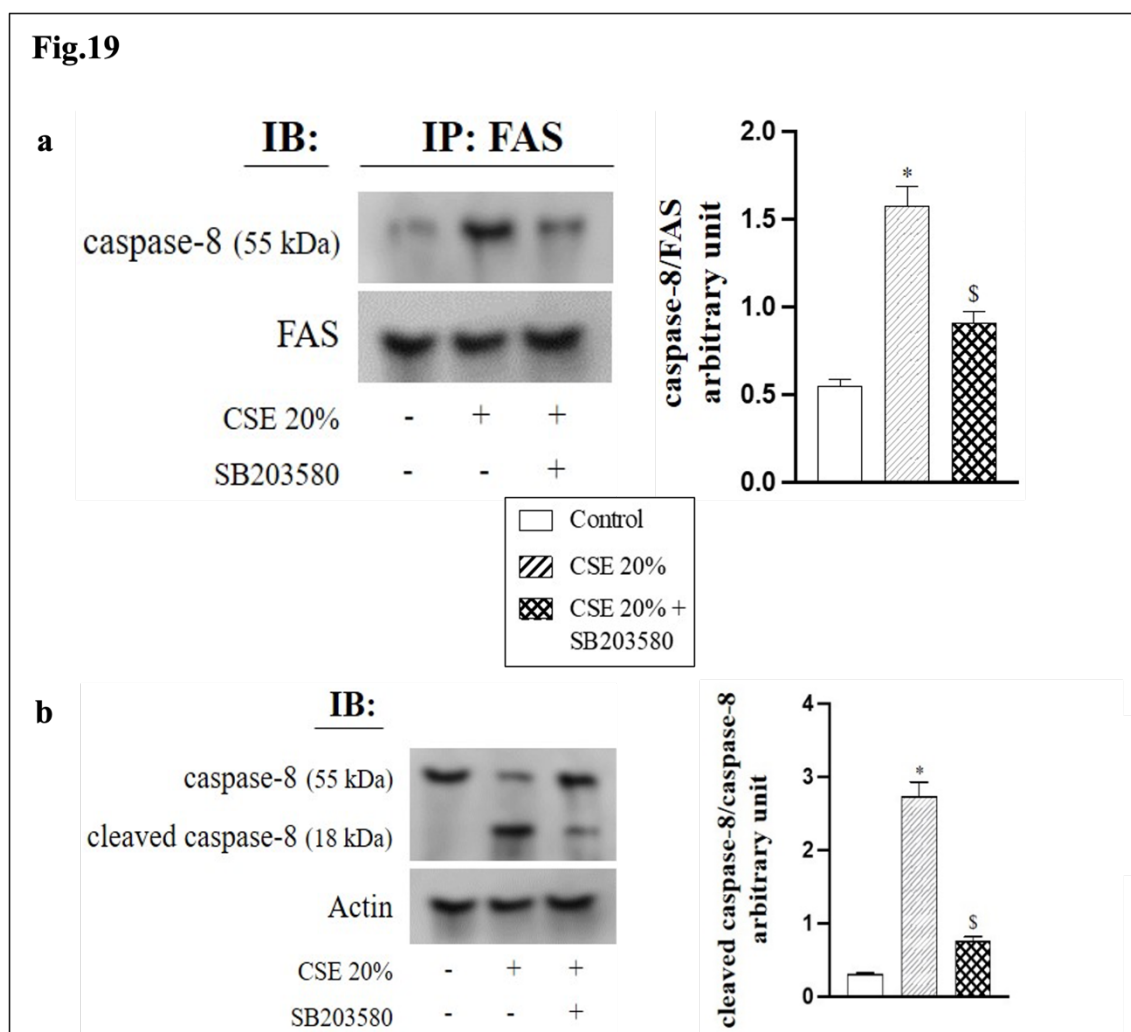 Fig.19
a
IB: IP: FAS
caspase-8 (55 kDa)
FAS
CSE 20% - + +
SB203580 - - +
caspase-8/FAS
arbitrary unit
2.0
1.5
1.0
0.5
0.0
*
$
Control
CSE 20%
CSE 20% +
SB203580
b
IB:
caspase-8 (55 kDa)
cleaved caspase-8 (18 kDa)
Actin
CSE 20% - + +
SB203580 - - +
cleaved caspase-8/caspase-8
arbitrary unit
4
3
2
1
0
*
$